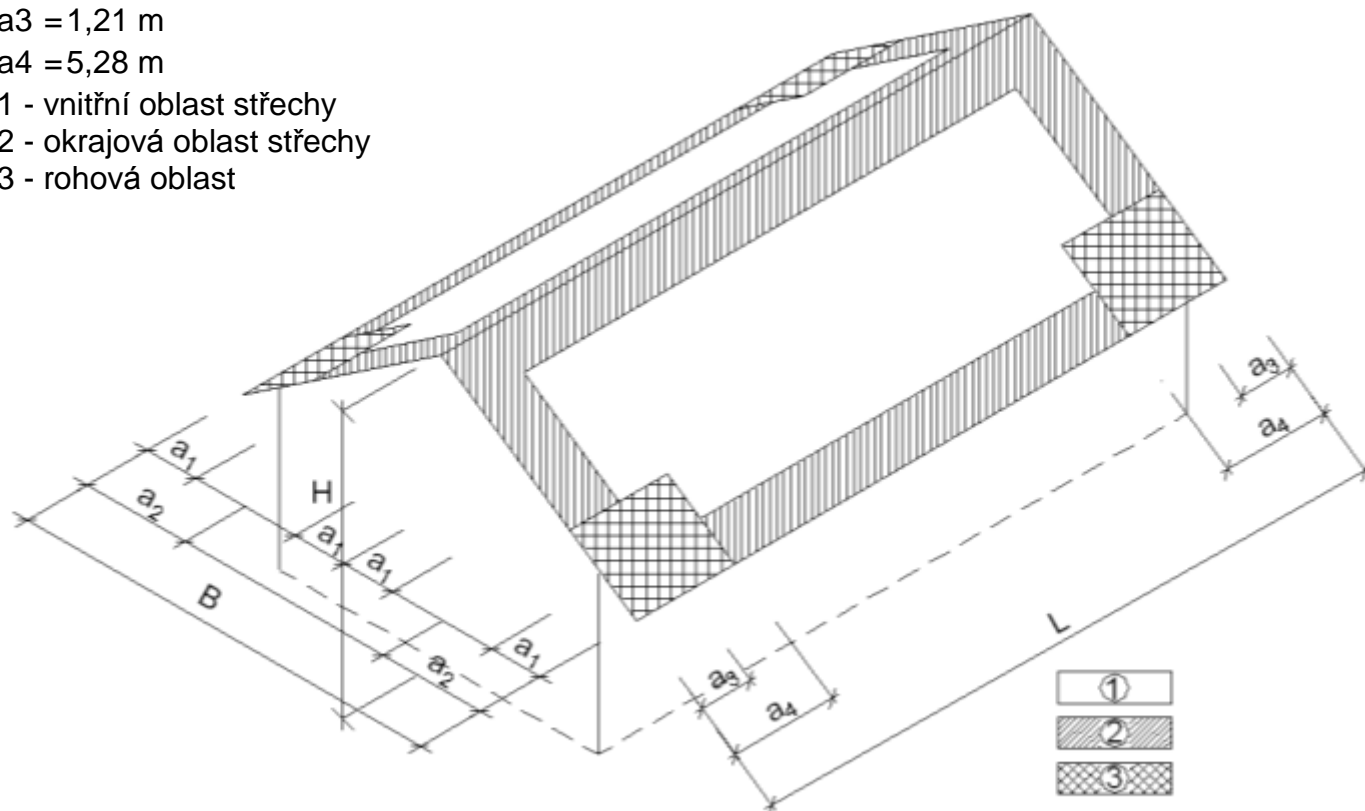 a3 =1,21 m
a4 =5,28 m
1 - vnitřní oblast střechy
2 - okrajová oblast střechy
3 - rohová oblast
a3
a4
a1
H
a2
a1
a1
B
a1
L
a2
a3
a4
1
2
3